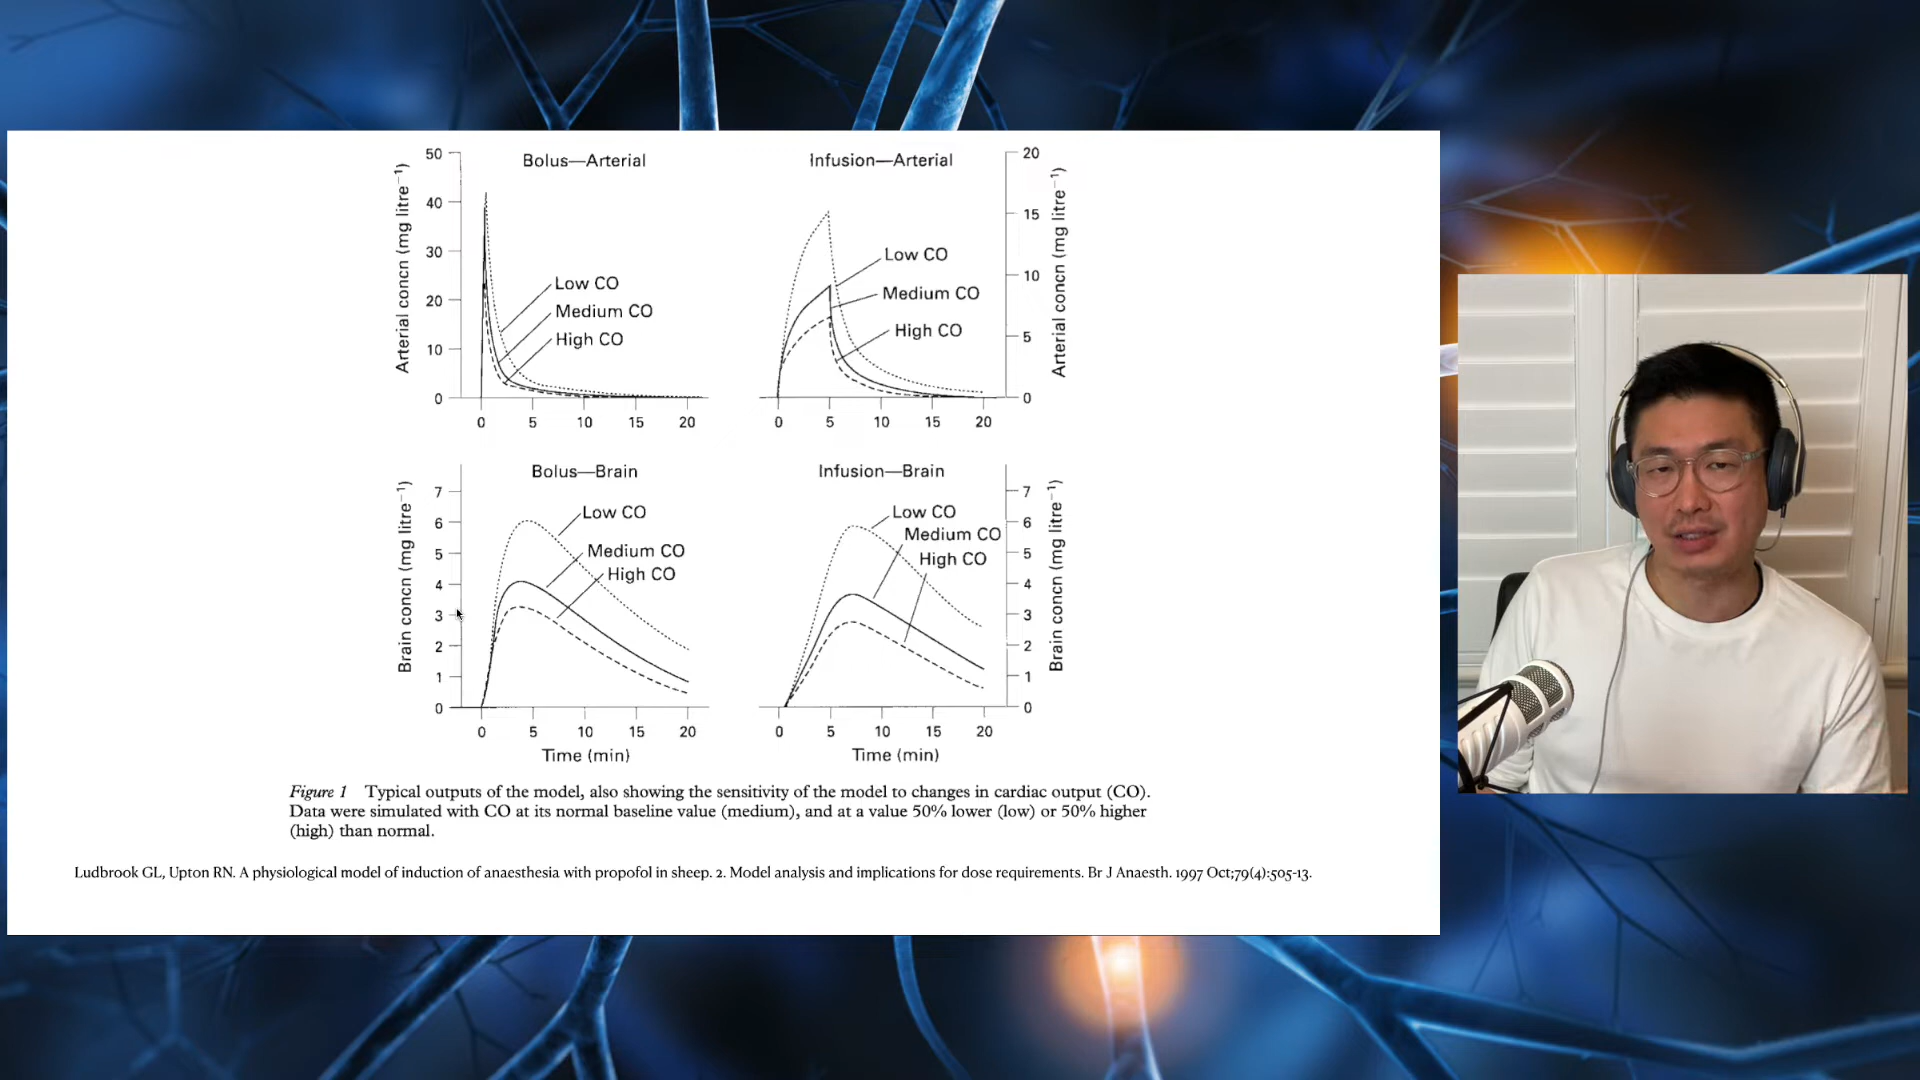 Bolus—Arterial
Arterial concn (mg litre⁻¹)
50
40
30
20
10
0
Low CO
Medium CO
High CO
0 5 10 15 20
Infusion—Arterial
Arterial concn (mg litre⁻¹)
20
15
10
5
0
Low CO
Medium CO
High CO
0 5 10 15 20
Bolus—Brain
Brain concn (mg litre⁻¹)
7
6
5
4
3
2
1
0
Low CO
Medium CO
High CO
0 5 10 15 20
Time (min)
Infusion—Brain
Brain concn (mg litre⁻¹)
7
6
5
4
3
2
1
0
Low CO
Medium CO
High CO
0 5 10 15 20
Time (min)
Figure 1 Typical outputs of the model, also showing the sensitivity of the model to changes in cardiac output (CO).
Data were simulated with CO at its normal baseline value (medium), and at a value 50% lower (low) or 50% higher
(high) than normal.
Ludbrook GL, Upton RN. A physiological model of induction of anaesthesia with propofol in sheep. 2. Model analysis and implications for dose requirements. Br J Anaesth. 1997 Oct;79(4):505-13.